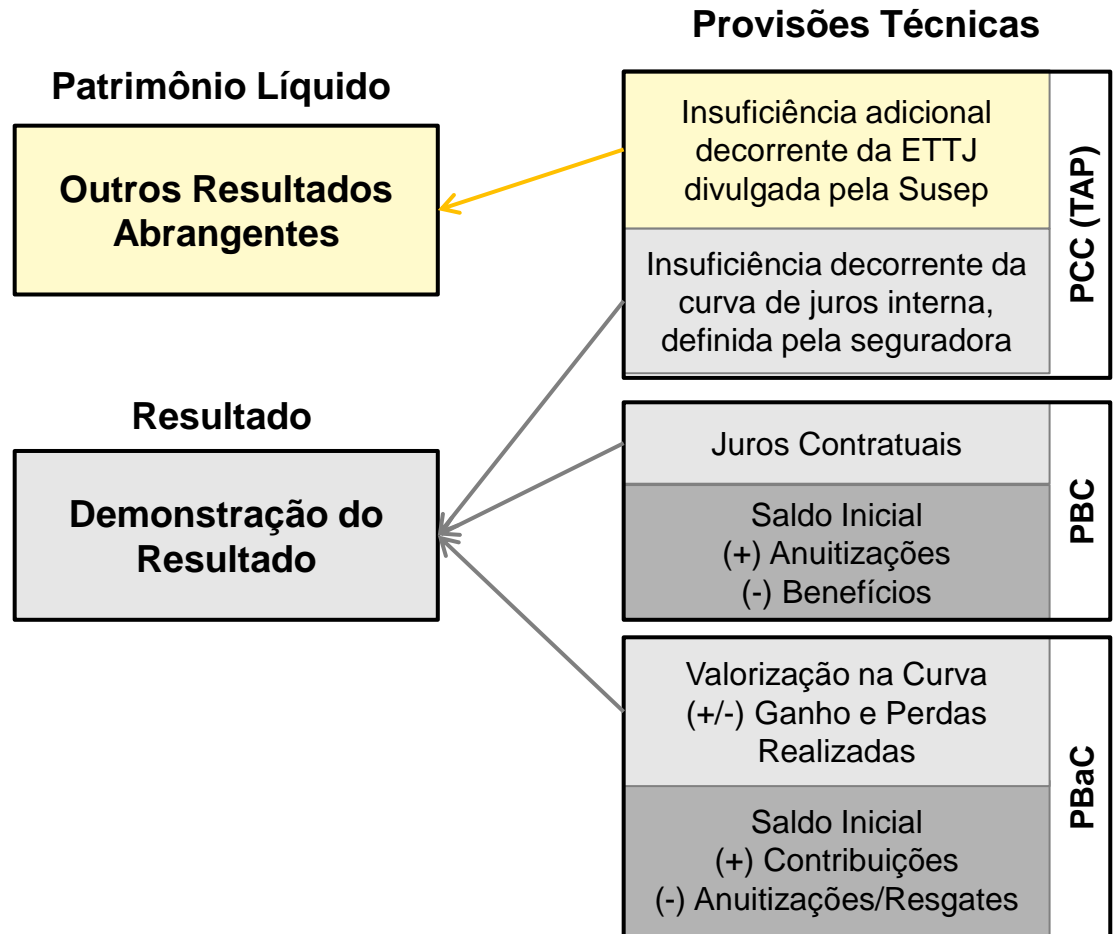 Provisões Técnicas
Patrimônio Líquido
Outros Resultados
Abrangentes
Insuficiência adicional
decorrente da ETTJ
divulgada pela Susep
Insuficiência decorrente da
curva de juros interna,
definida pela seguradora
PCC (TAP)
Resultado
Demonstração do
Resultado
Juros Contratuais
Saldo Inicial
(+) Anuitizações
(-) Benefícios
PBC
Valorização na Curva
(+/-) Ganho e Perdas
Realizadas
Saldo Inicial
(+) Contribuições
(-) Anuitizações/Resgates
PBaC